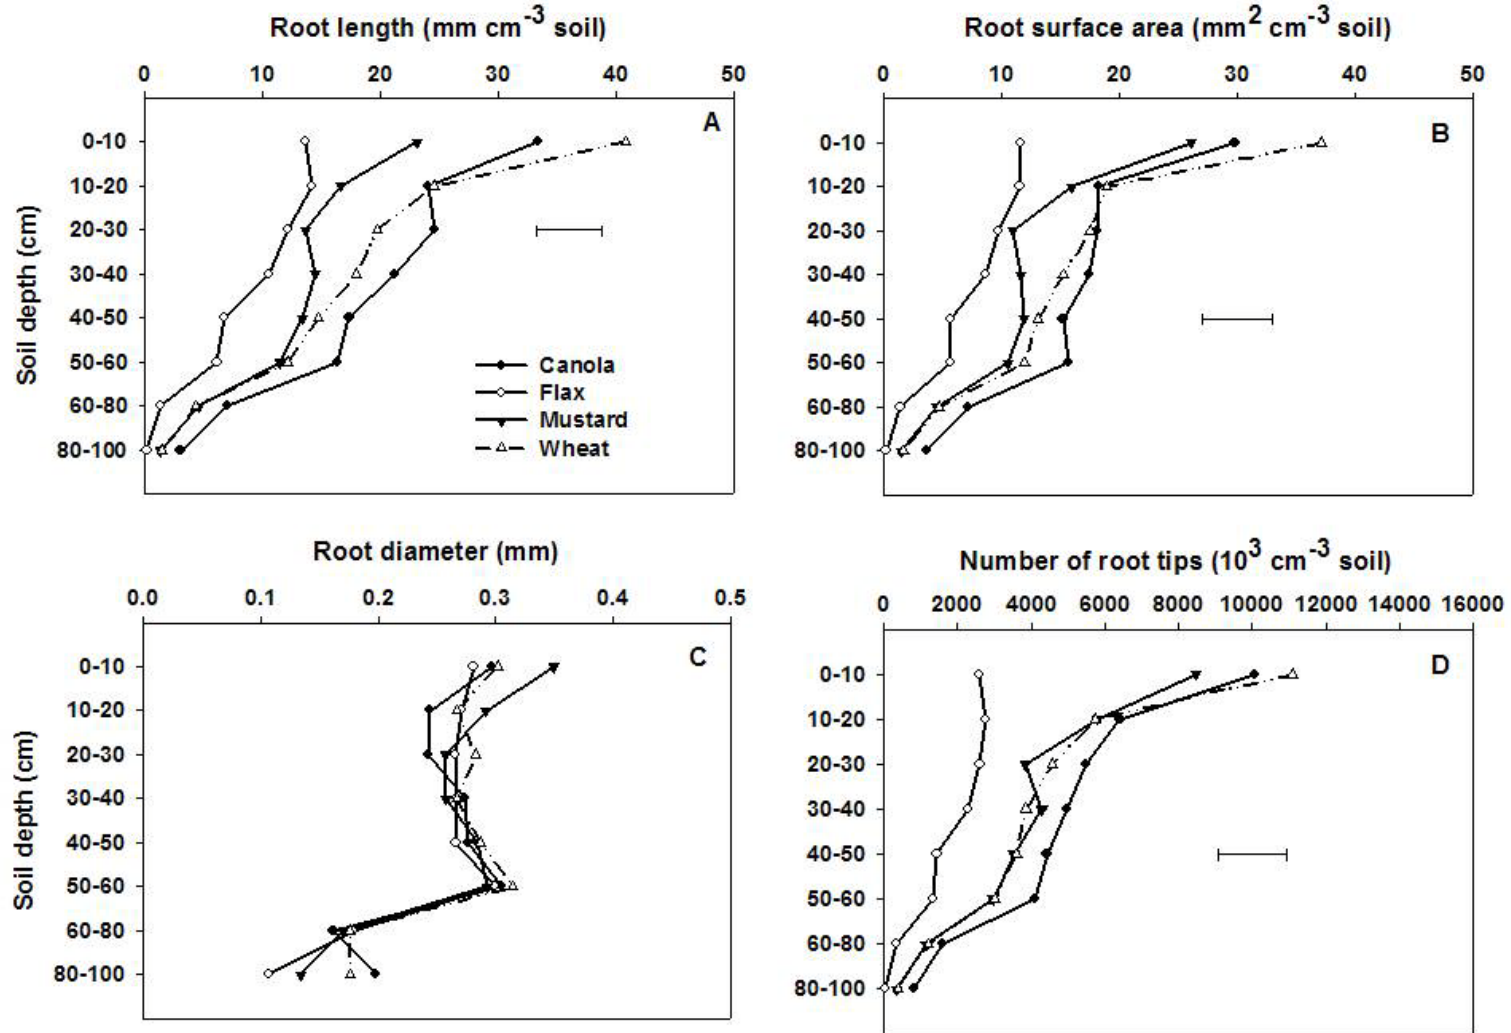 Root length (mm cm-3 soil)
0 10 20 30 40 50
A
Soil depth (cm)
0-10
10-20
20-30
30-40
40-50
50-60
60-80
80-100
Canola
Flax
Mustard
Wheat
Root surface area (mm2 cm-3 soil)
0 10 20 30 40 50
B
0-10
10-20
20-30
30-40
40-50
50-60
60-80
80-100
Root diameter (mm)
0.0 0.1 0.2 0.3 0.4 0.5
C
Soil depth (cm)
0-10
10-20
20-30
30-40
40-50
50-60
60-80
80-100
Number of root tips (103 cm-3 soil)
0 2000 4000 6000 8000 10000 12000 14000 16000
D
0-10
10-20
20-30
30-40
40-50
50-60
60-80
80-100